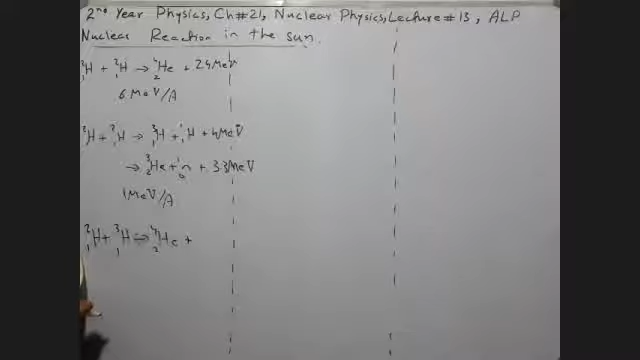 2nd Year Physics, Ch#21, Nuclear Physics, Lecture#13, ALP
Nuclear Reaction in the sun.
²₁H + ²₁H → ⁴₂He + 24MeV
6 MeV/A
²₁H + ²₁H → ³₁H + ¹₁H + 4MeV
→ ³₂He + ¹₀n + 3.3MeV
1MeV/A
²₁H + ³₁H → ⁴₂He +